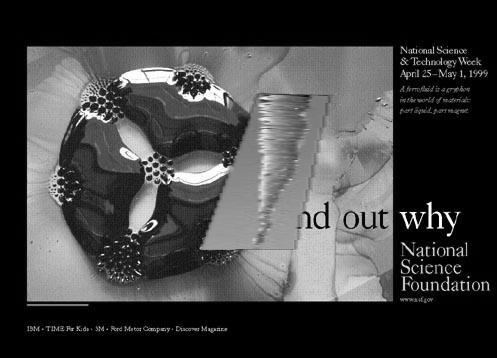 National Science
& Technology Week
April 25-May 1, 1999
A ferrofluid is a gryphon
in the world of materials:
part liquid, part magnet.
nd out why
National
Science
Foundation
www.nsf.gov
IBM • TIME For Kids • 3M • Ford Motor Company • Discover Magazine